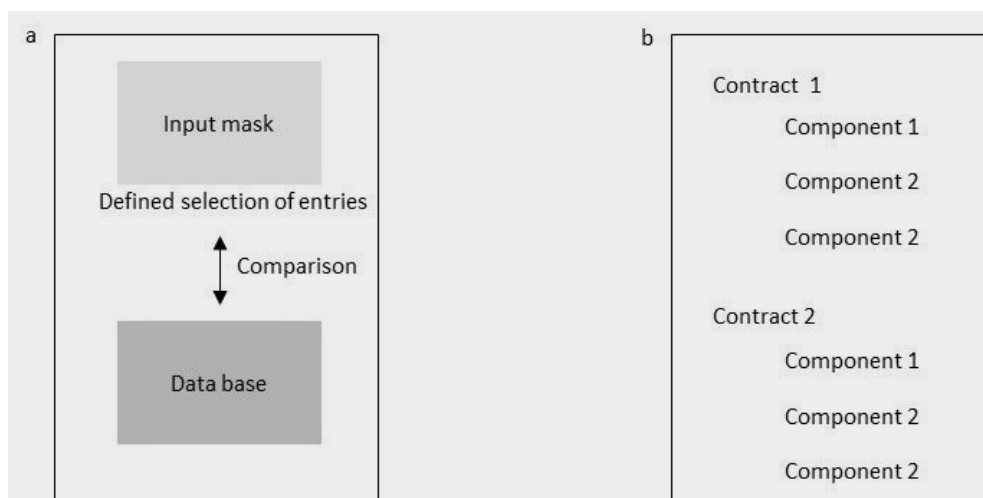 a
Input mask
Defined selection of entries
Comparison
Data base
b
Contract 1
Component 1
Component 2
Component 2
Contract 2
Component 1
Component 2
Component 2